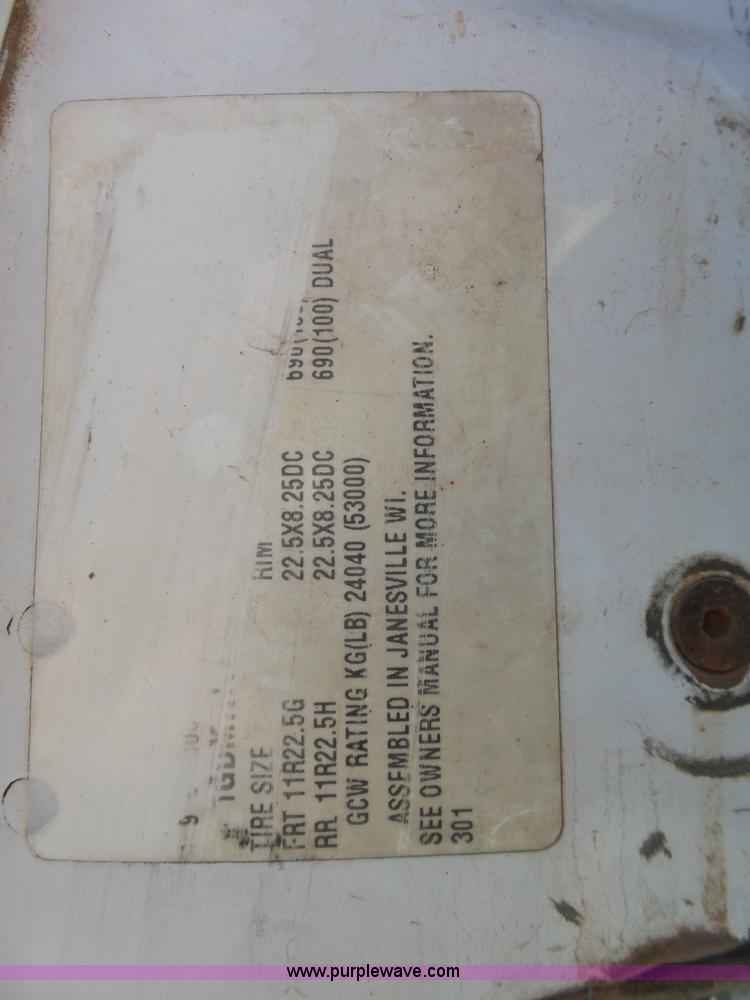 TIRE SIZE RIM
FRT 11R22.5G 22.5X8.25DC
RR 11R22.5H 22.5X8.25DC 690(100) DUAL
GCW RATING KG(LB) 24040 (53000)
ASSEMBLED IN JANESVILLE WI.
SEE OWNERS MANUAL FOR MORE INFORMATION.
301
www.purplewave.com